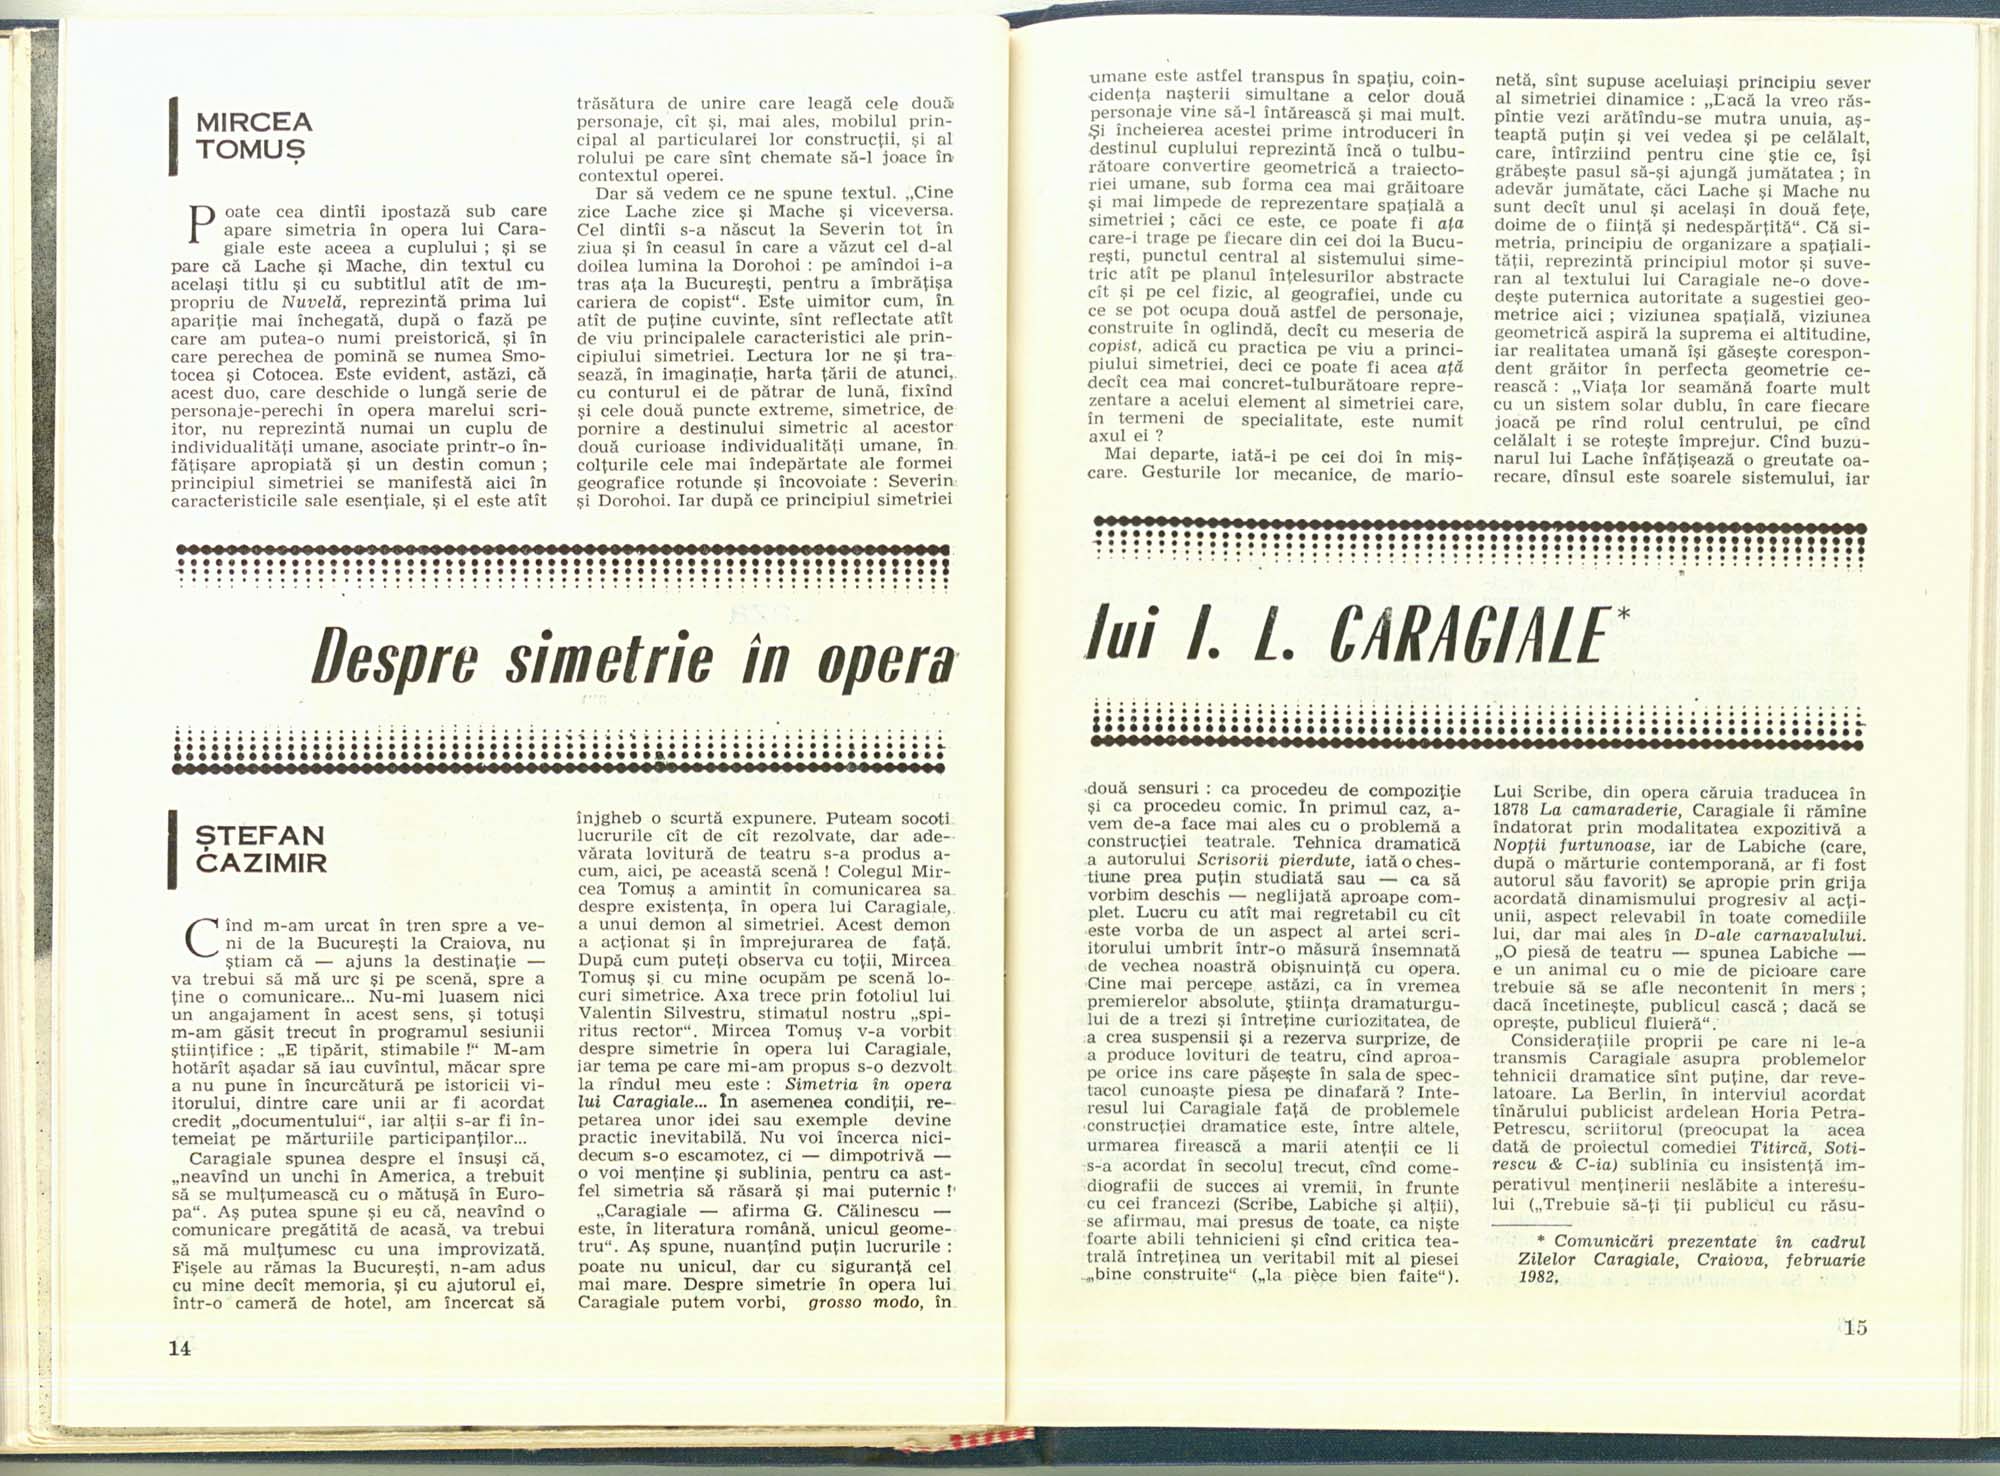 MIRCEA
TOMUȘ
Poate cea dintîi ipostază sub care
apare simetria în opera lui Cara-
giale este aceea a cuplului ; și se
pare că Lache și Mache, din textul cu
același titlu și cu subtitlul atît de im-
propriu de Nuvelă, reprezintă prima lui
apariție mai închegată, după o fază pe
care am putea-o numi preistorică, și în
care perechea de pomină se numea Smo-
tocea și Cotocea. Este evident, astăzi, că
acest duo, care deschide o lungă serie de
personaje-perechi în opera marelui scri-
itor, nu reprezintă numai un cuplu de
individualități umane, asociate printr-o în-
fățișare apropiată și un destin comun ;
principiul simetriei se manifestă aici în
caracteristicile sale esențiale, și el este atît
trăsătura de unire care leagă cele două
personaje, cît și, mai ales, mobilul prin-
cipal al particularei lor construcții, și al
rolului pe care sînt chemate să-l joace în
contextul operei.
Dar să vedem ce ne spune textul. „Cine
zice Lache zice și Mache și viceversa.
Cel dintîi s-a născut la Severin tot în
ziua și în ceasul în care a văzut cel d-al
doilea lumina la Dorohoi : pe amîndoi i-a
tras ața la București, pentru a îmbrățișa
cariera de copist“. Este uimitor cum, în
atît de puține cuvinte, sînt reflectate atît
de viu principalele caracteristici ale prin-
cipiului simetriei. Lectura lor ne și tra-
sează, în imaginație, harta țării de atunci,
cu conturul ei de pătrar de lună, fixînd
și cele două puncte extreme, simetrice, de
pornire a destinului simetric al acestor
două curioase individualități umane, în
colțurile cele mai îndepărtate ale formei
geografice rotunde și încovoiate : Severin
și Dorohoi. Iar după ce principiul simetriei
umane este astfel transpus în spațiu, coin-
cidența nașterii simultane a celor două
personaje vine să-l întărească și mai mult.
Și încheierea acestei prime introduceri în
destinul cuplului reprezintă încă o tulbu-
rătoare convertire geometrică a traiecto-
riei umane, sub forma cea mai grăitoare
și mai limpede de reprezentare spațială a
simetriei ; căci ce este, ce poate fi ața
care-i trage pe fiecare din cei doi la Bucu-
rești, punctul central al sistemului sime-
tric atît pe planul înțelesurilor abstracte
cît și pe cel fizic, al geografiei, unde cu
ce se pot ocupa două astfel de personaje,
construite în oglindă, decît cu meseria de
copist, adică cu practica pe viu a princi-
piului simetriei, deci ce poate fi acea ață
decît cea mai concret-tulburătoare repre-
zentare a acelui element al simetriei care,
în termeni de specialitate, este numit
axul ei ?
Mai departe, iată-i pe cei doi în miș-
care. Gesturile lor mecanice, de mario-
netă, sînt supuse aceluiași principiu sever
al simetriei dinamice : „Dacă la vreo răs-
pîntie vezi arătîndu-se mutra unuia, aș-
teaptă puțin și vei vedea și pe celălalt,
care, întîrziind pentru cine știe ce, își
grăbește pasul să-și ajungă jumătatea ; în
adevăr jumătate, căci Lache și Mache nu
sunt decît unul și același în două fețe,
doime de o ființă și nedespărțită“. Că si-
metria, principiu de organizare a spațiali-
tății, reprezintă principiul motor și suve-
ran al textului lui Caragiale ne-o dove-
dește puternica autoritate a sugestiei geo-
metrice aici ; viziunea spațială, viziunea
geometrică aspiră la suprema ei altitudine,
iar realitatea umană își găsește corespon-
dent grăitor în perfecta geometrie ce-
rească : „Viața lor seamănă foarte mult
cu un sistem solar dublu, în care fiecare
joacă pe rînd rolul centrului, pe cînd
celălalt i se rotește împrejur. Cînd buzu-
narul lui Lache înfățișează o greutate oa-
recare, dînsul este soarele sistemului, iar
Despre simetrie în opera lui I. L. CARAGIALE*
ȘTEFAN
CAZIMIR
Cînd m-am urcat în tren spre a ve-
ni de la București la Craiova, nu
știam că — ajuns la destinație —
va trebui să mă urc și pe scenă, spre a
ține o comunicare... Nu-mi luasem nici
un angajament în acest sens, și totuși
m-am găsit trecut în programul sesiunii
științifice : „E tipărit, stimabile !“ M-am
hotărît așadar să iau cuvîntul, măcar spre
a nu pune în încurcătură pe istoricii vi-
itorului, dintre care unii ar fi acordat
credit „documentului“, iar alții s-ar fi în-
temeiat pe mărturiile participanților...
Caragiale spunea despre el însuși că,
„neavînd un unchi în America, a trebuit
să se mulțumească cu o mătușă în Euro-
pa“. Aș putea spune și eu că, neavînd o
comunicare pregătită de acasă, va trebui
să mă mulțumesc cu una improvizată.
Fișele au rămas la București, n-am adus
cu mine decît memoria, și cu ajutorul ei,
într-o cameră de hotel, am încercat să
înjgheb o scurtă expunere. Puteam socoti
lucrurile cît de cît rezolvate, dar ade-
vărata lovitură de teatru s-a produs a-
cum, aici, pe această scenă ! Colegul Mir-
cea Tomuș a amintit în comunicarea sa
despre existența, în opera lui Caragiale,
a unui demon al simetriei. Acest demon
a acționat și în împrejurarea de față.
După cum puteți observa cu toții, Mircea
Tomuș și cu mine ocupăm pe scenă lo-
curi simetrice. Axa trece prin fotoliul lui
Valentin Silvestru, stimatul nostru „spi-
ritus rector“. Mircea Tomuș v-a vorbit
despre simetrie în opera lui Caragiale,
iar tema pe care mi-am propus s-o dezvolt
la rîndul meu este : Simetria în opera
lui Caragiale... În asemenea condiții, re-
petarea unor idei sau exemple devine
practic inevitabilă. Nu voi încerca nici-
decum s-o escamotez, ci — dimpotrivă —
o voi menține și sublinia, pentru ca ast-
fel simetria să răsară și mai puternic !
„Caragiale — afirma G. Călinescu —
este, în literatura română, unicul geome-
tru“. Aș spune, nuanțînd puțin lucrurile :
poate nu unicul, dar cu siguranță cel
mai mare. Despre simetrie în opera lui
Caragiale putem vorbi, grosso modo, în
două sensuri : ca procedeu de compoziție
și ca procedeu comic. În primul caz, a-
vem de-a face mai ales cu o problemă a
construcției teatrale. Tehnica dramatică
a autorului Scrisorii pierdute, iată o ches-
tiune prea puțin studiată sau — ca să
vorbim deschis — neglijată aproape com-
plet. Lucru cu atît mai regretabil cu cît
este vorba de un aspect al artei scri-
itorului umbrit într-o măsură însemnată
de vechea noastră obișnuință cu opera.
Cine mai percepe astăzi, ca în vremea
premierelor absolute, știința dramaturgu-
lui de a trezi și întreține curiozitatea, de
a crea suspensii și a rezerva surprize, de
a produce lovituri de teatru, cînd aproa-
pe orice ins care pășește în sala de spec-
tacol cunoaște piesa pe dinafară ? Inte-
resul lui Caragiale față de problemele
construcției dramatice este, între altele,
urmarea firească a marii atenții ce li
s-a acordat în secolul trecut, cînd come-
diografii de succes ai vremii, în frunte
cu cei francezi (Scribe, Labiche și alții),
se afirmau, mai presus de toate, ca niște
foarte abili tehnicieni și cînd critica tea-
trală întreținea un veritabil mit al piesei
„bine construite“ („la pièce bien faite“).
Lui Scribe, din opera căruia traducea în
1878 La camaraderie, Caragiale îi rămîne
îndatorat prin modalitatea expozitivă a
Nopții furtunoase, iar de Labiche (care,
după o mărturie contemporană, ar fi fost
autorul său favorit) se apropie prin grija
acordată dinamismului progresiv al acți-
unii, aspect relevabil în toate comediile
lui, dar mai ales în D-ale carnavalului.
„O piesă de teatru — spunea Labiche —
e un animal cu o mie de picioare care
trebuie să se afle necontenit în mers ;
dacă încetinește, publicul cască ; dacă se
oprește, publicul fluieră“.
Considerațiile proprii pe care ni le-a
transmis Caragiale asupra problemelor
tehnicii dramatice sînt puține, dar reve-
latoare. La Berlin, în interviul acordat
tînărului publicist ardelean Horia Petra-
Petrescu, scriitorul (preocupat la acea
dată de proiectul comediei Titircă, Soti-
rescu & C-ia) sublinia cu insistență im-
perativul menținerii neslăbite a interesu-
lui („Trebuie să-ți ții publicul cu răsu-
* Comunicări prezentate în cadrul
Zilelor Caragiale, Craiova, februarie
1982.
14
15